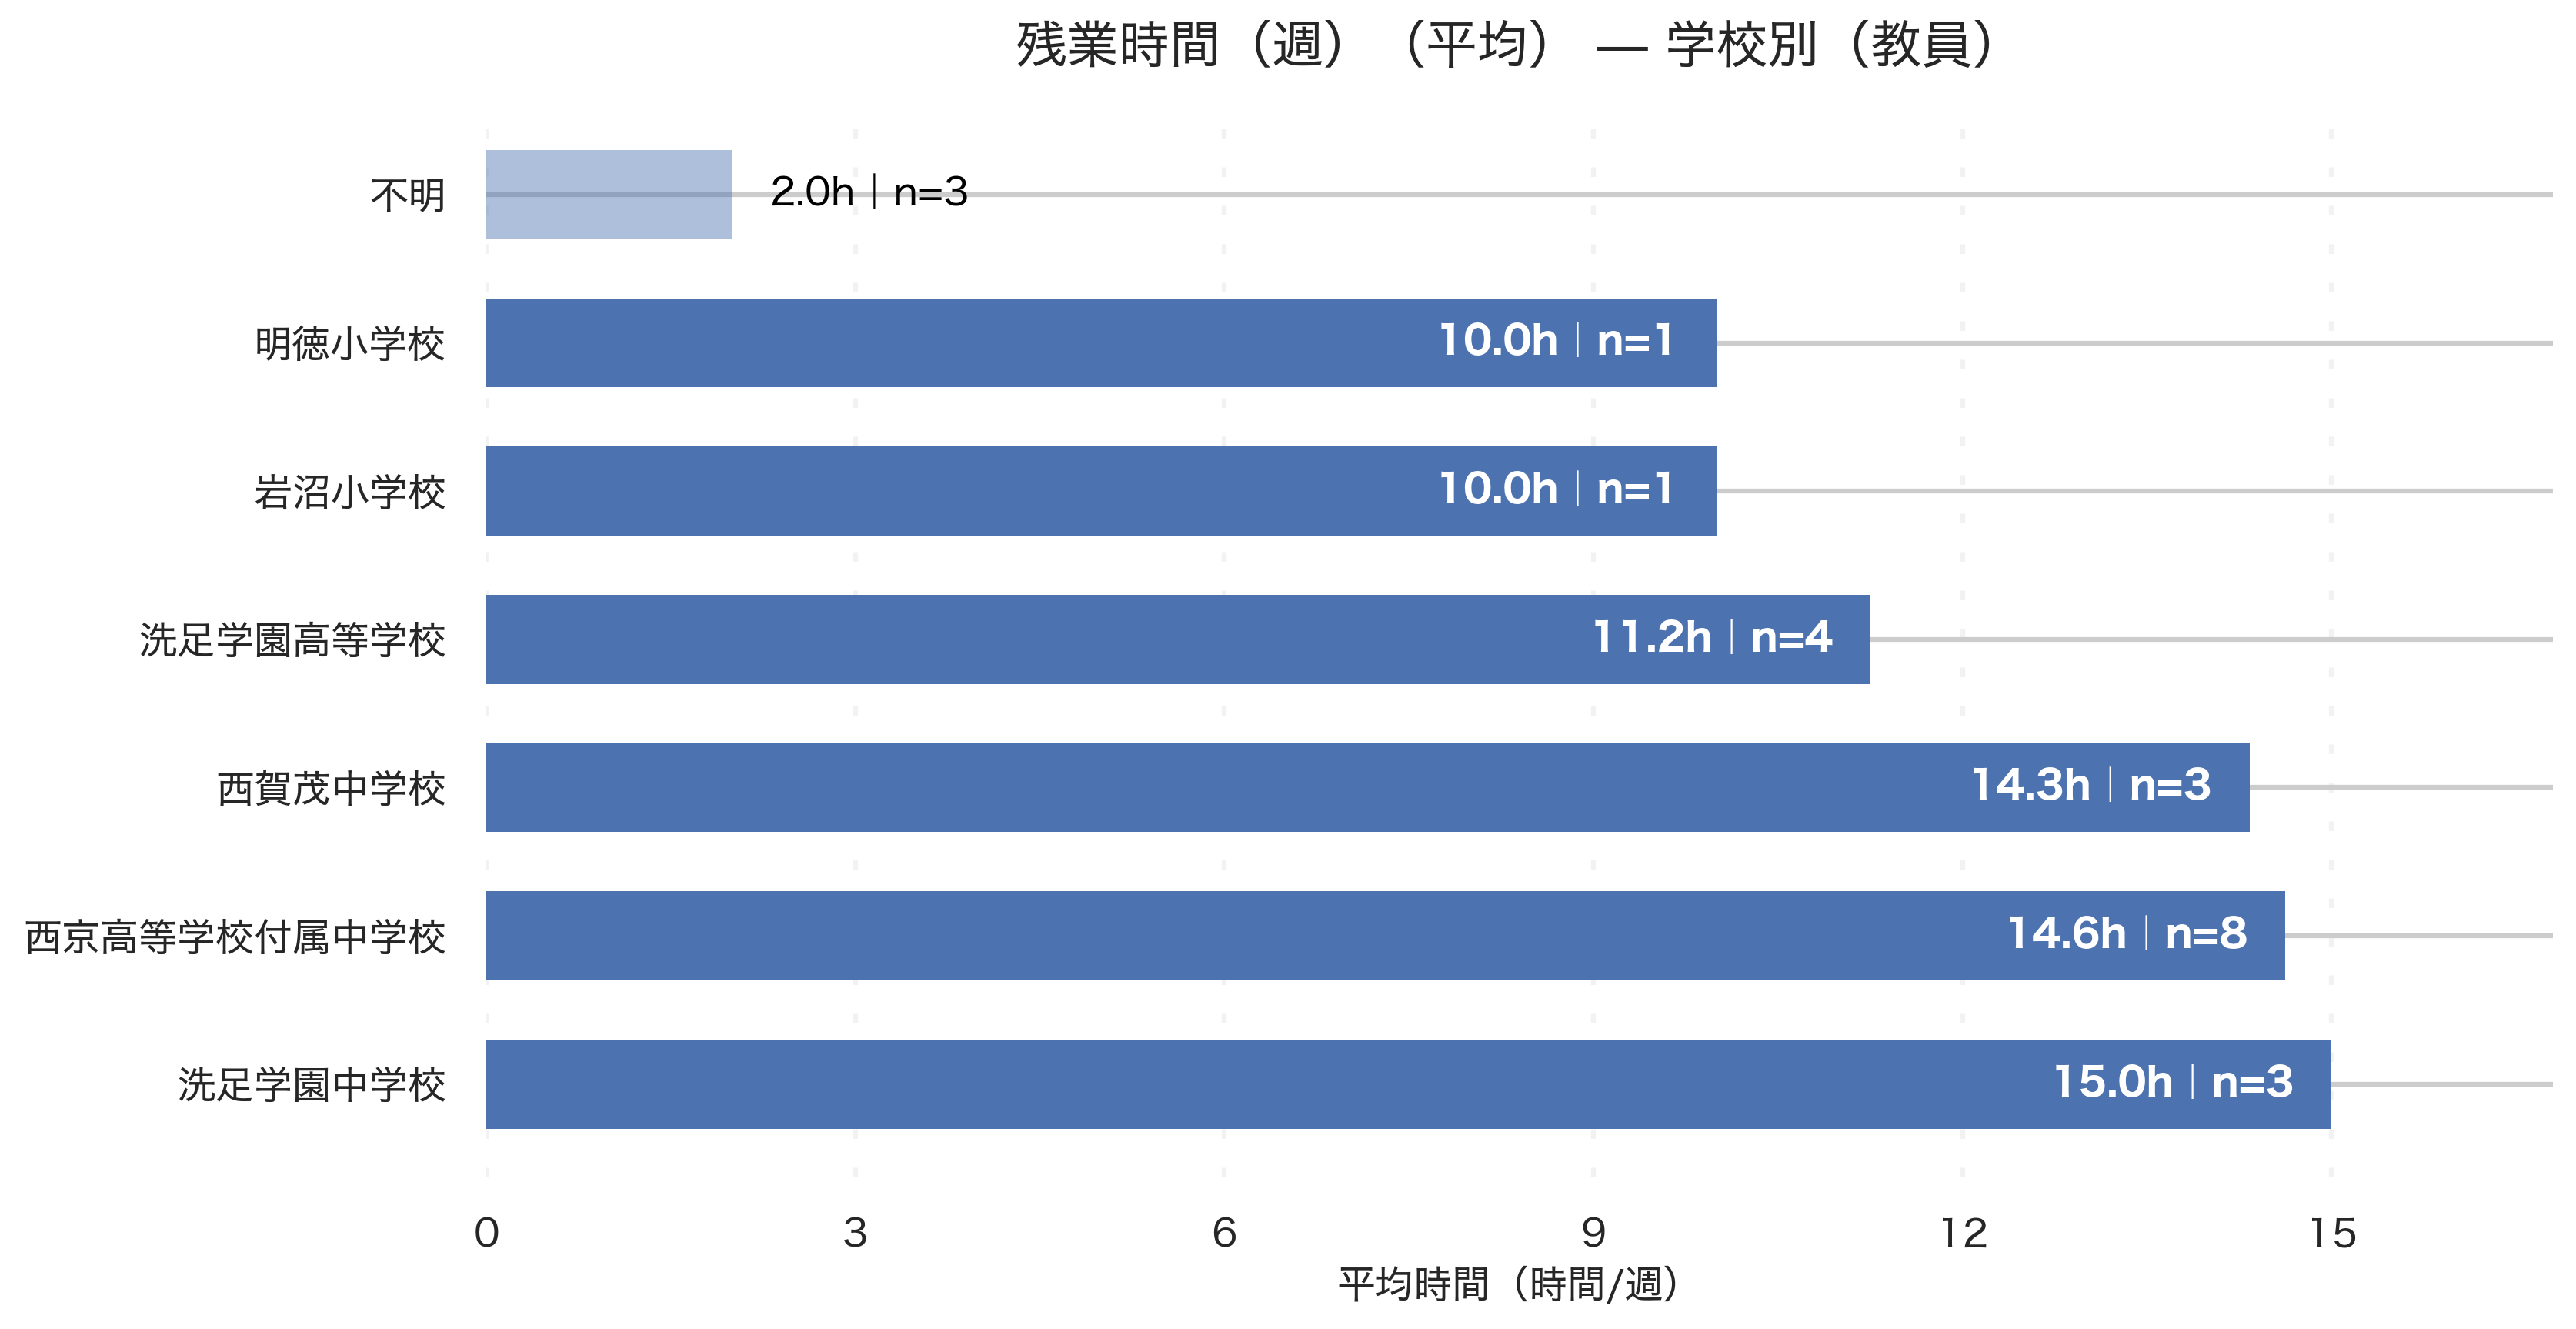 残業時間（週）（平均） — 学校別（教員）
不明 2.0h｜n=3
明徳小学校 10.0h｜n=1
岩沼小学校 10.0h｜n=1
洗足学園高等学校 11.2h｜n=4
西賀茂中学校 14.3h｜n=3
西京高等学校付属中学校 14.6h｜n=8
洗足学園中学校 15.0h｜n=3
0 3 6 9 12 15
平均時間（時間/週）